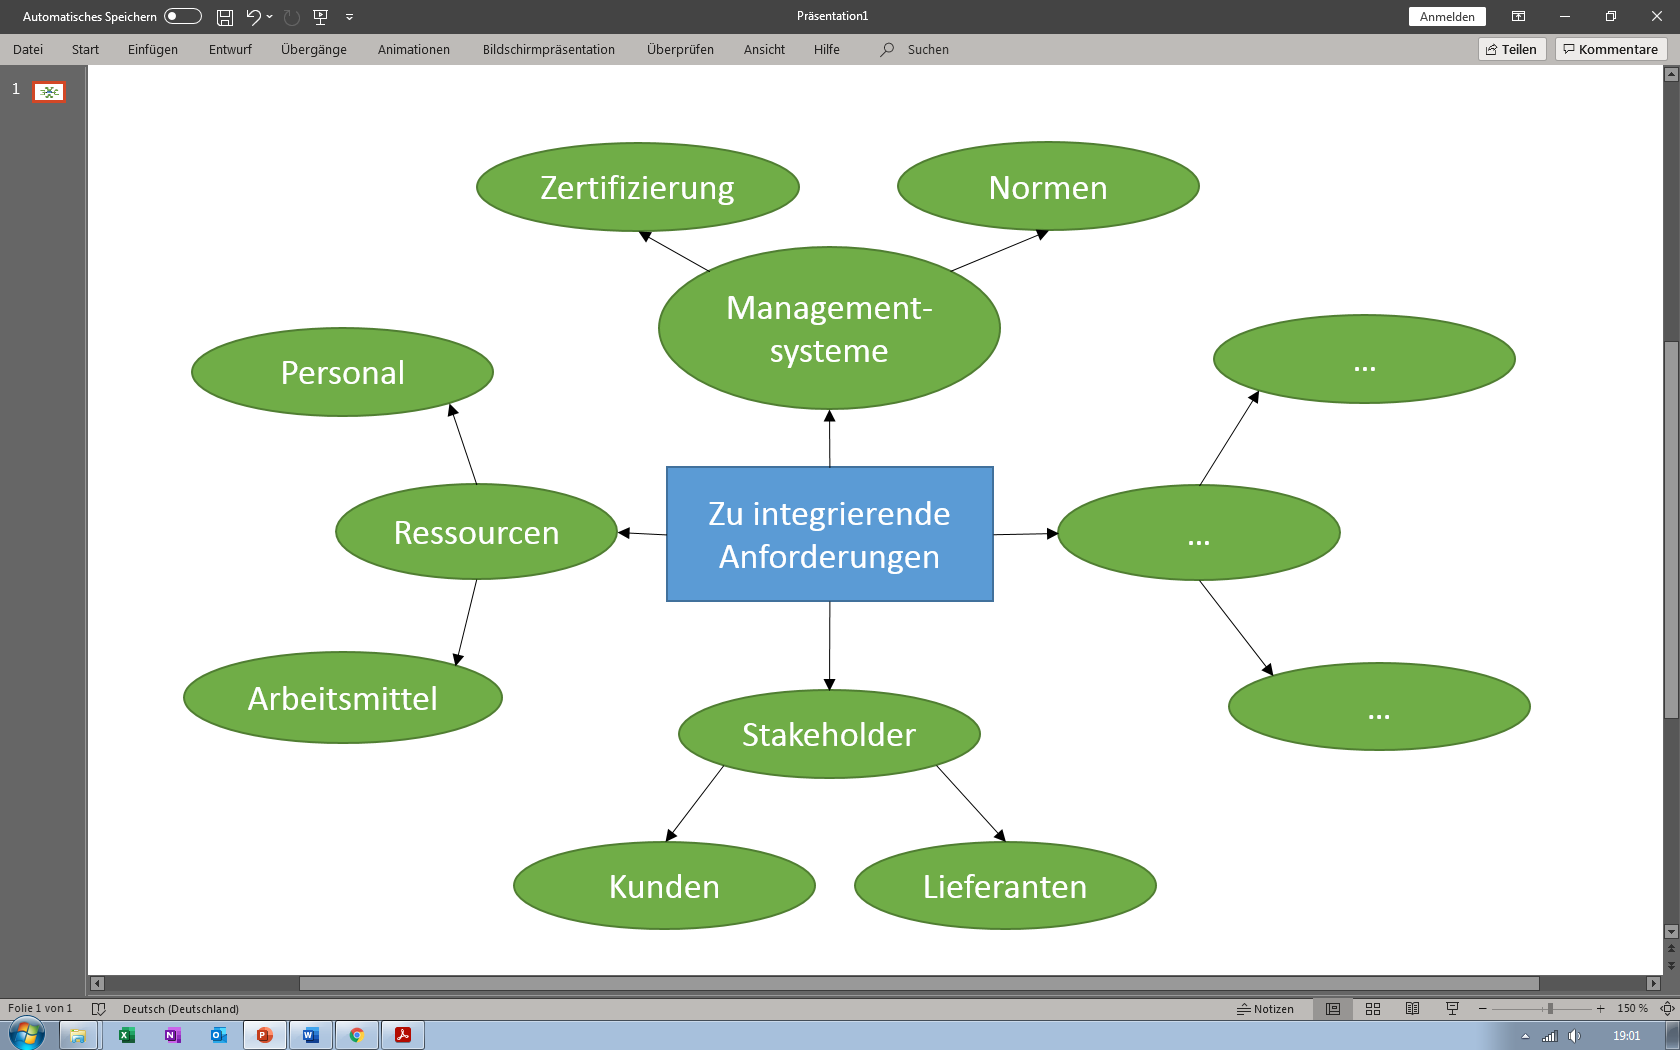 Automatisches Speichern
Präsentation1
Anmelden
Datei Start Einfügen Entwurf Übergänge Animationen Bildschirmpräsentation Überprüfen Ansicht Hilfe Suchen Teilen Kommentare
1
Zertifizierung
Normen
Management-
systeme
Personal
...
Zu integrierende
Anforderungen
Ressourcen
...
Arbeitsmittel
...
Stakeholder
Kunden
Lieferanten
Folie 1 von 1 Deutsch (Deutschland) Notizen 150 %
19:01